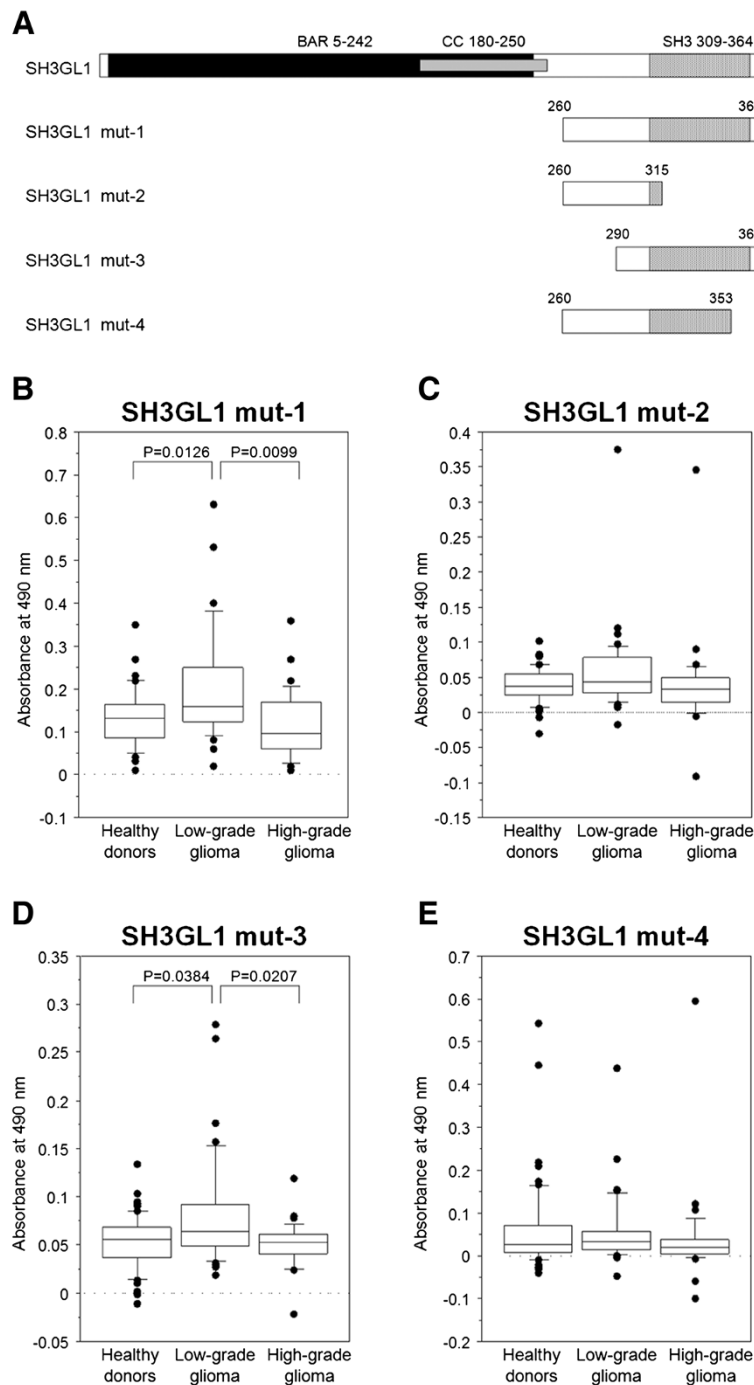 A
BAR 5-242 CC 180-250 SH3 309-364
SH3GL1
260 36
SH3GL1 mut-1
260 315
SH3GL1 mut-2
290 36
SH3GL1 mut-3
260 353
SH3GL1 mut-4
B
SH3GL1 mut-1
P=0.0126 P=0.0099
Absorbance at 490 nm
0.8
0.7
0.6
0.5
0.4
0.3
0.2
0.1
0
-0.1
Healthy donors
Low-grade glioma
High-grade glioma
C
SH3GL1 mut-2
Absorbance at 490 nm
0.4
0.35
0.3
0.25
0.2
0.15
0.1
0.05
0
-0.05
-0.1
-0.15
Healthy donors
Low-grade glioma
High-grade glioma
D
SH3GL1 mut-3
P=0.0384 P=0.0207
Absorbance at 490 nm
0.35
0.3
0.25
0.2
0.15
0.1
0.05
0
-0.05
Healthy donors
Low-grade glioma
High-grade glioma
E
SH3GL1 mut-4
Absorbance at 490 nm
0.7
0.6
0.5
0.4
0.3
0.2
0.1
0
-0.1
-0.2
Healthy donors
Low-grade glioma
High-grade glioma